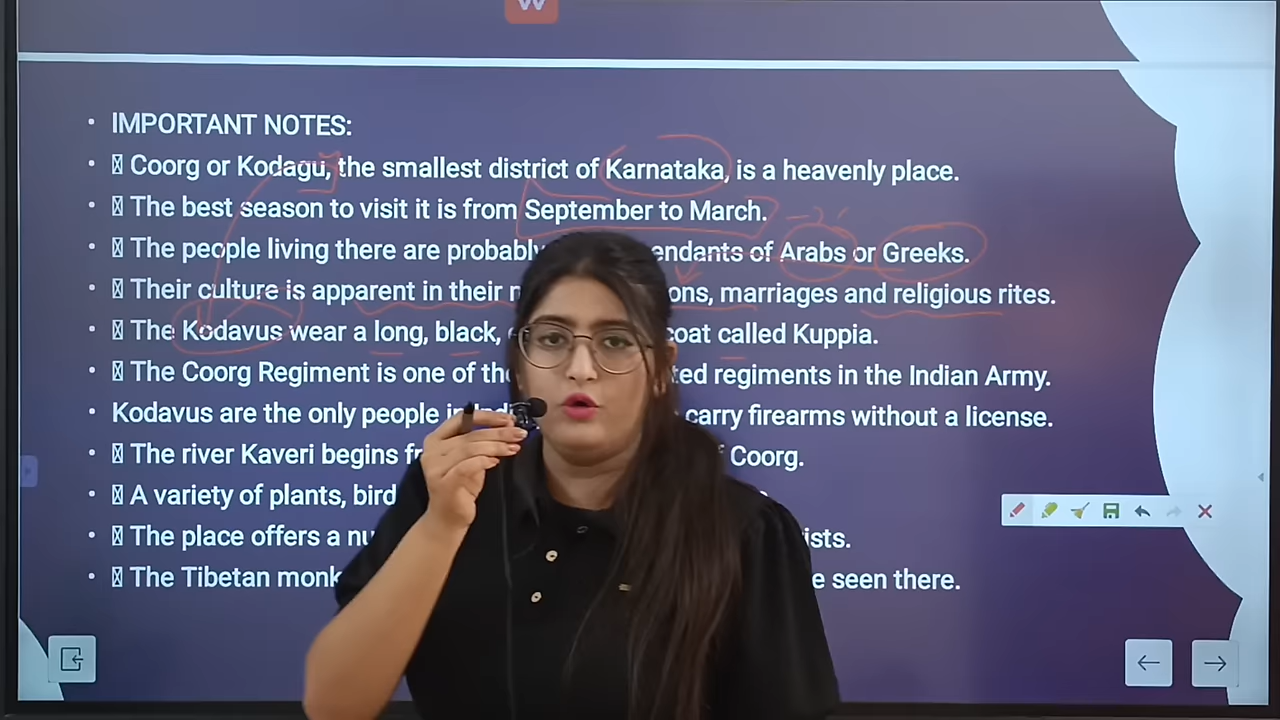 IMPORTANT NOTES:
Coorg or Kodagu, the smallest district of Karnataka, is a heavenly place.
The best season to visit it is from September to March.
The people living there are probably endants of Arabs or Greeks.
Their culture is apparent in their ons, marriages and religious rites.
The Kodavus wear a long, black, coat called Kuppia.
The Coorg Regiment is one of the ted regiments in the Indian Army.
Kodavus are the only people in carry firearms without a license.
The river Kaveri begins Coorg.
A variety of plants, bird
The place offers a ists.
The Tibetan monk seen there.